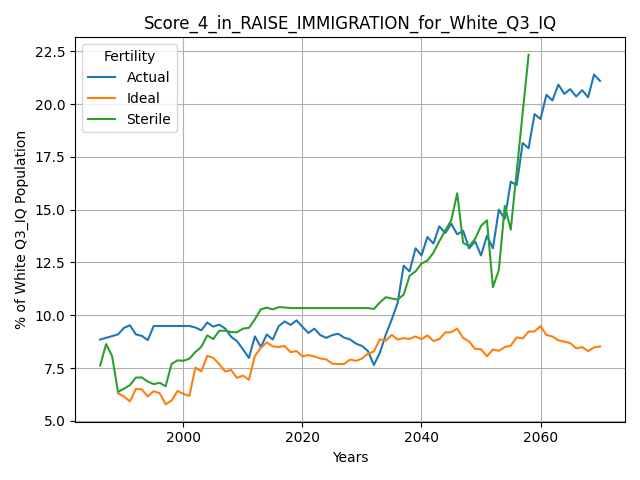 Score_4_in_RAISE_IMMIGRATION_for_White_Q3_IQ
Fertility
Actual
Ideal
Sterile
% of White Q3_IQ Population
22.5
20.0
17.5
15.0
12.5
10.0
7.5
5.0
2000
2020
2040
2060
Years